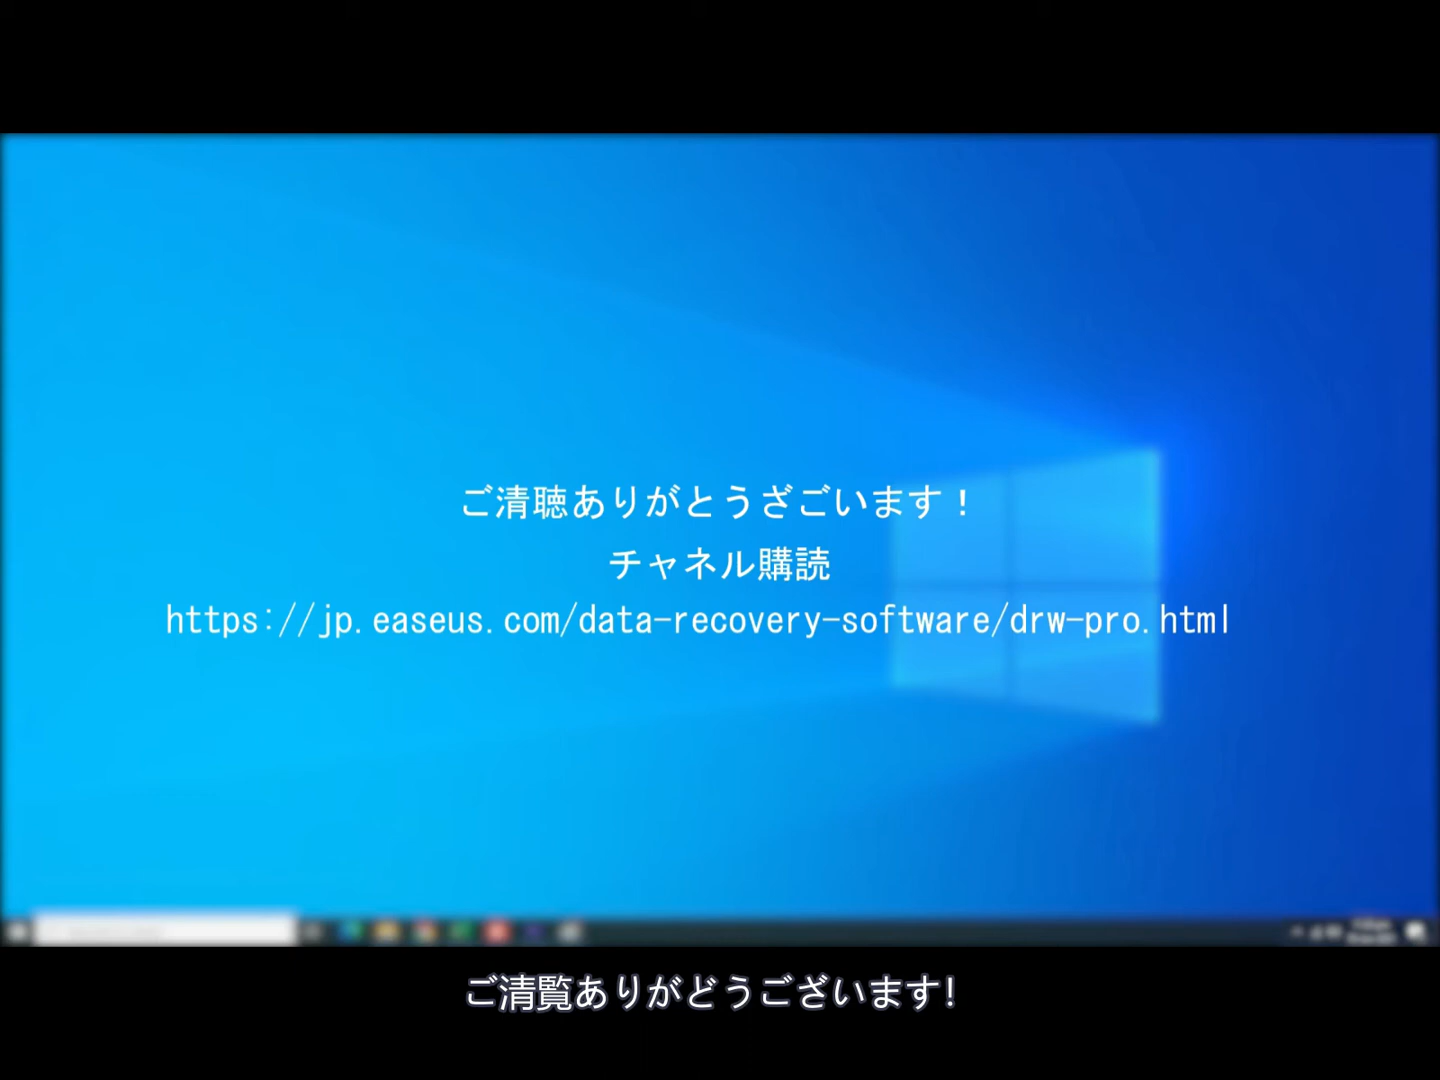 ご清聴ありがとうざごいます！
チャネル購読
https://jp.easeus.com/data-recovery-software/drw-pro.html
ご清覧ありがどうございます!